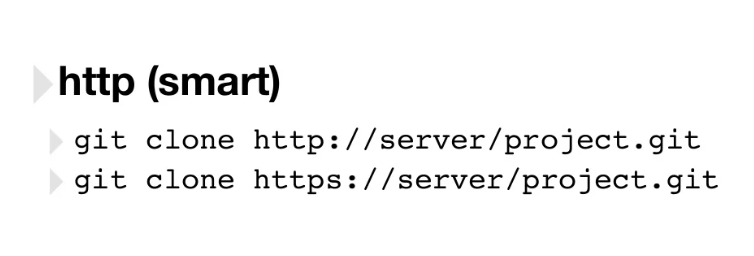 http (smart)
git clone http://server/project.git
git clone https://server/project.git